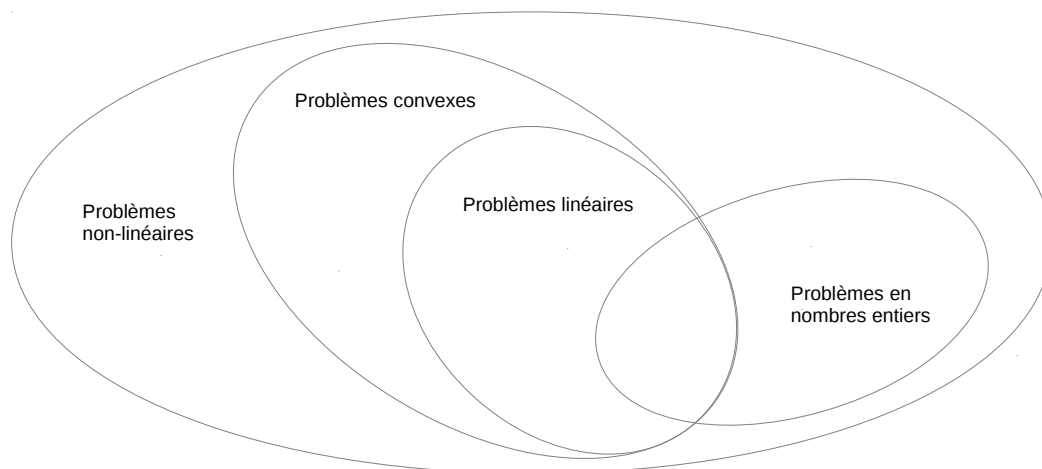 Problèmes convexes
Problèmes linéaires
Problèmes
non-linéaires
Problèmes en
nombres entiers